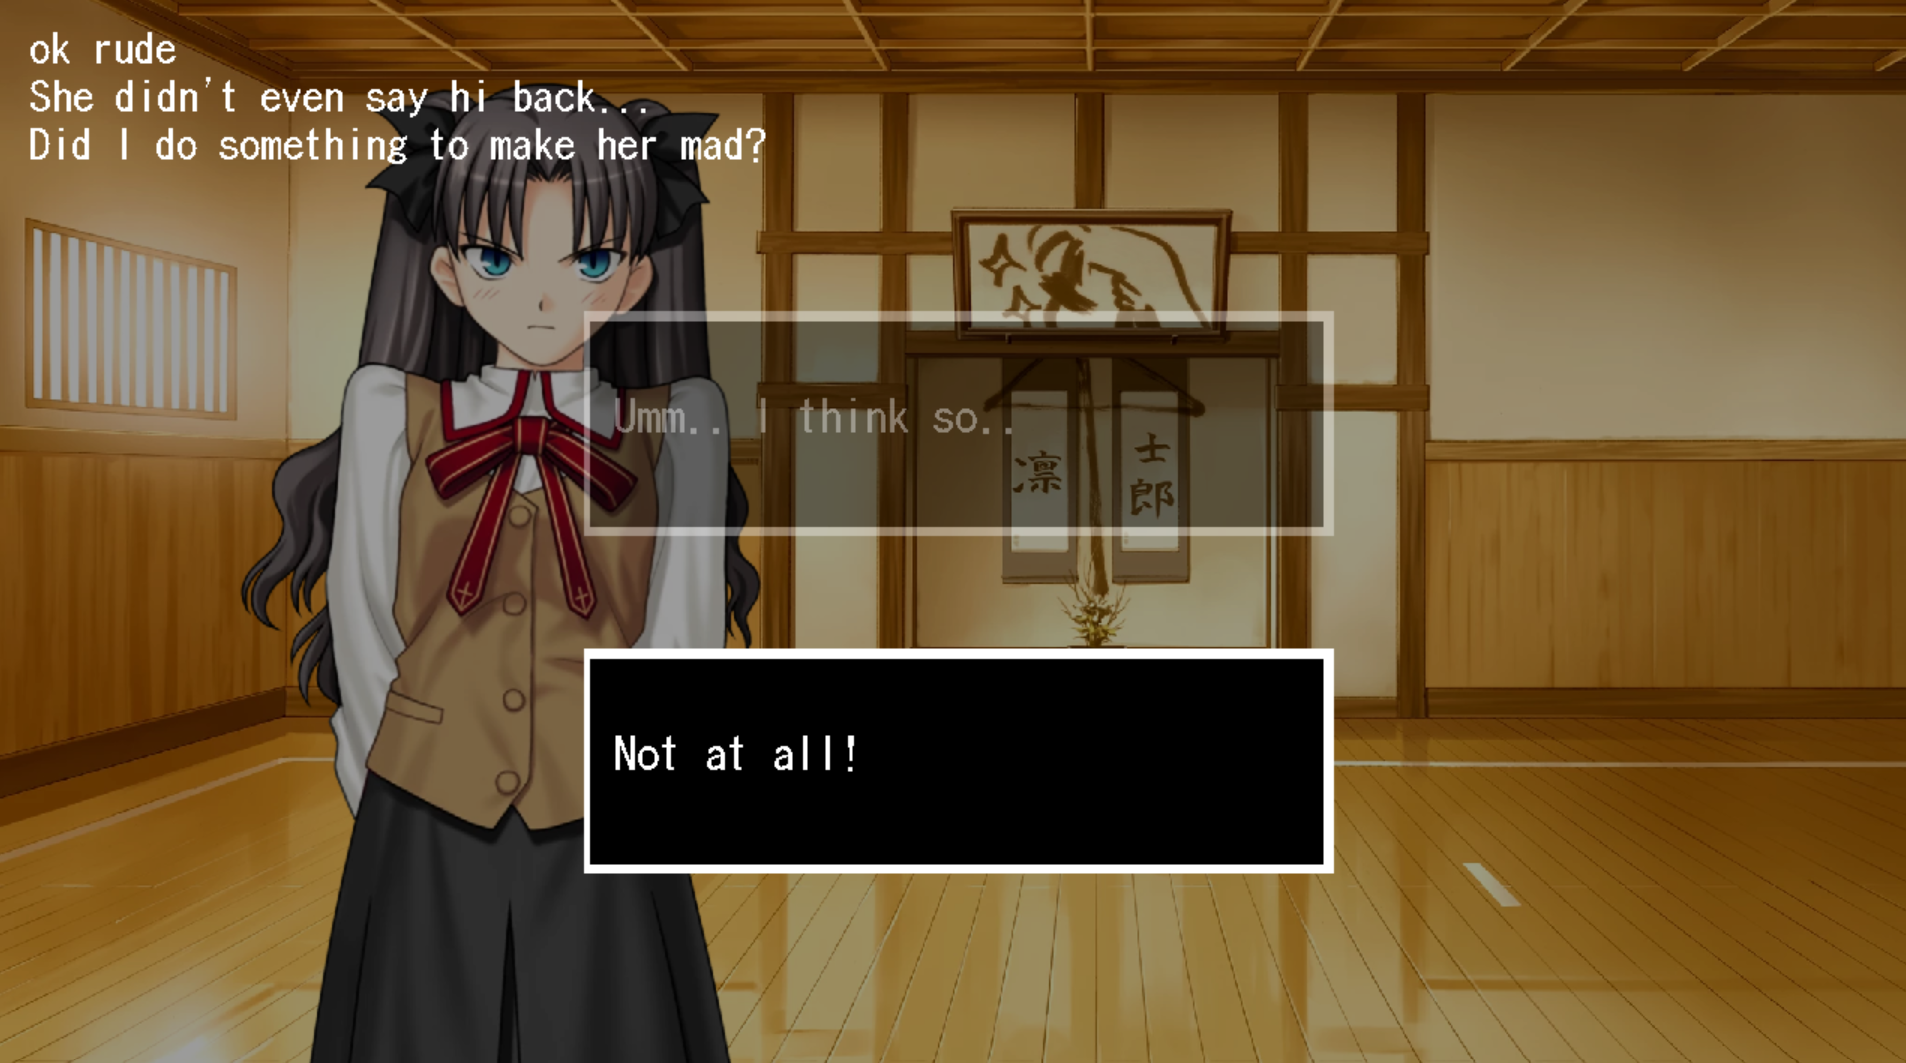 ok rude
She didn't even say hi back...
Did I do something to make her mad?
Umm.. I think so..
凛
士郎
Not at all!